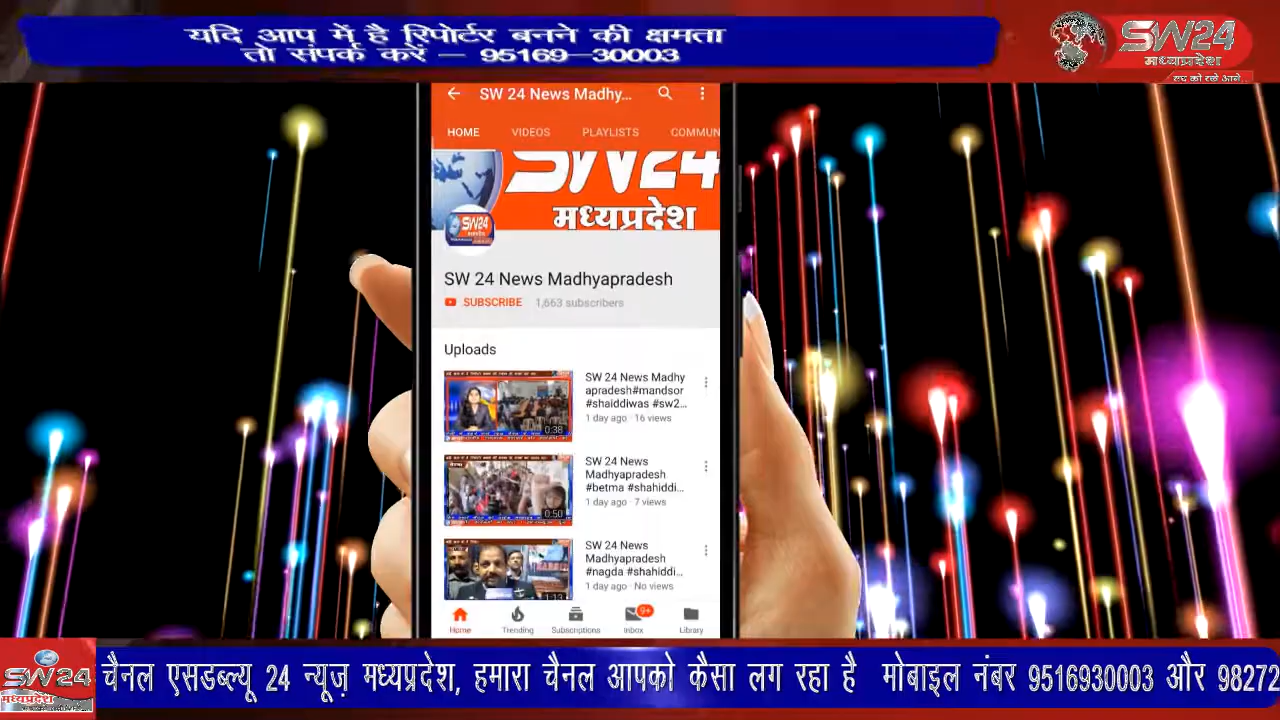 यदि आप में है रिपोर्टर बनने की क्षमता
तो संपर्क करें – 95169–30003
SW24
मध्यप्रदेश
SW 24 News Madhy...
HOME VIDEOS PLAYLISTS COMMUN
SW24
मध्यप्रदेश
SW24
SW 24 News Madhyapradesh
SUBSCRIBE 1,663 subscribers
Uploads
SW 24 News Madhy
apradesh#mandsor
#shaiddiwas #sw2...
1 day ago · 16 views
0:38
SW 24 News
Madhyapradesh
#betma #shahiddi...
1 day ago · 7 views
0:50
SW 24 News
Madhyapradesh
#nagda #shahiddi...
1 day ago · No views
1:13
9+
Home Trending Subscriptions Inbox Library
SW24
मध्यप्रदेश
चैनल एसडब्ल्यू 24 न्यूज़ मध्यप्रदेश, हमारा चैनल आपको कैसा लग रहा है मोबाइल नंबर 9516930003 और 98272